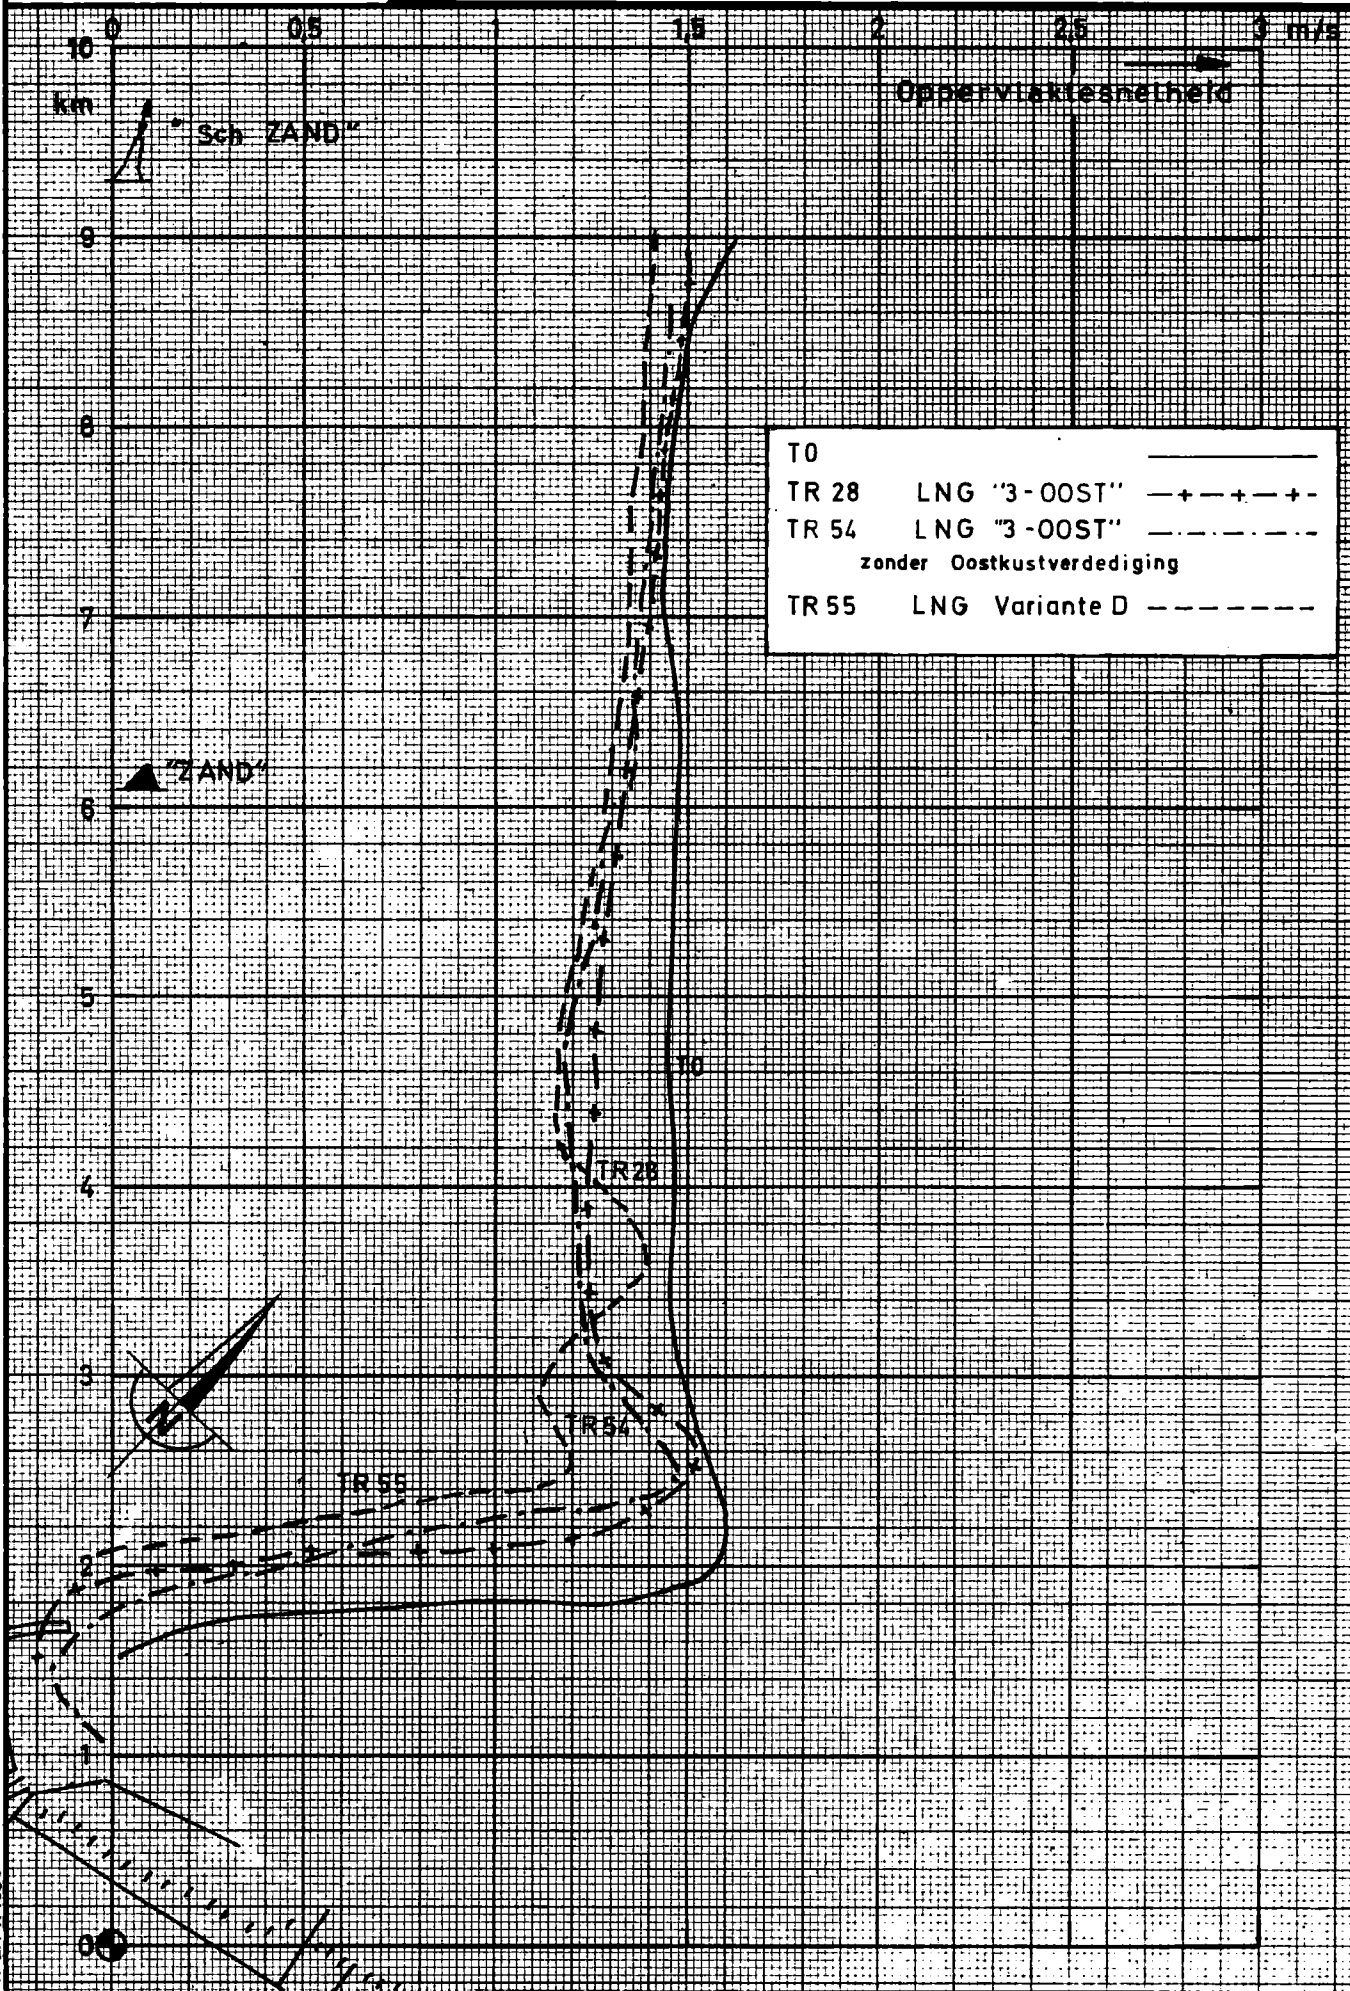 0 0,5 1 1,5 2 2,5 3 m/s
10
km
Oppervlaktesnelheid
"Sch ZAND"
9
8
T0
TR 28 LNG "3-OOST"
TR 54 LNG "3-OOST"
zonder Oostkustverdediging
TR 55 LNG Variante D
7
"ZAND"
6
5
T0
TR 28
4
3
N
TR 54
TR 55
2
1
0